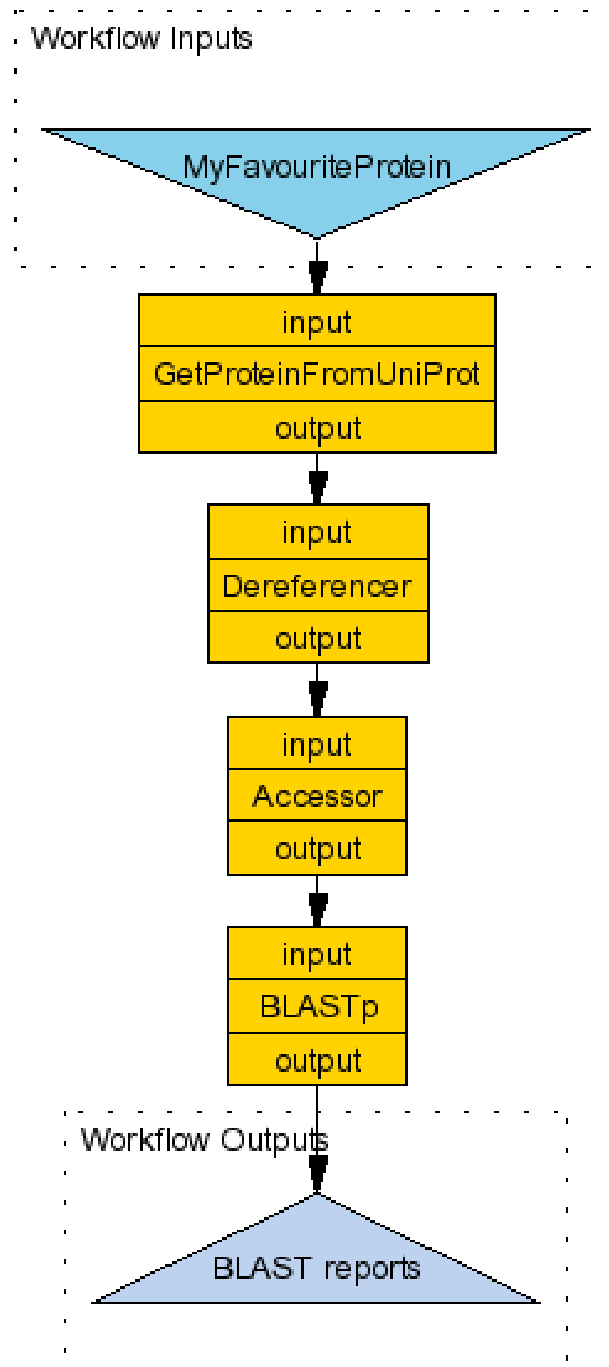 Workflow Inputs
MyFavouriteProtein
input
GetProteinFromUniProt
output
input
Dereferencer
output
input
Accessor
output
input
BLASTp
output
Workflow Outputs
BLAST reports